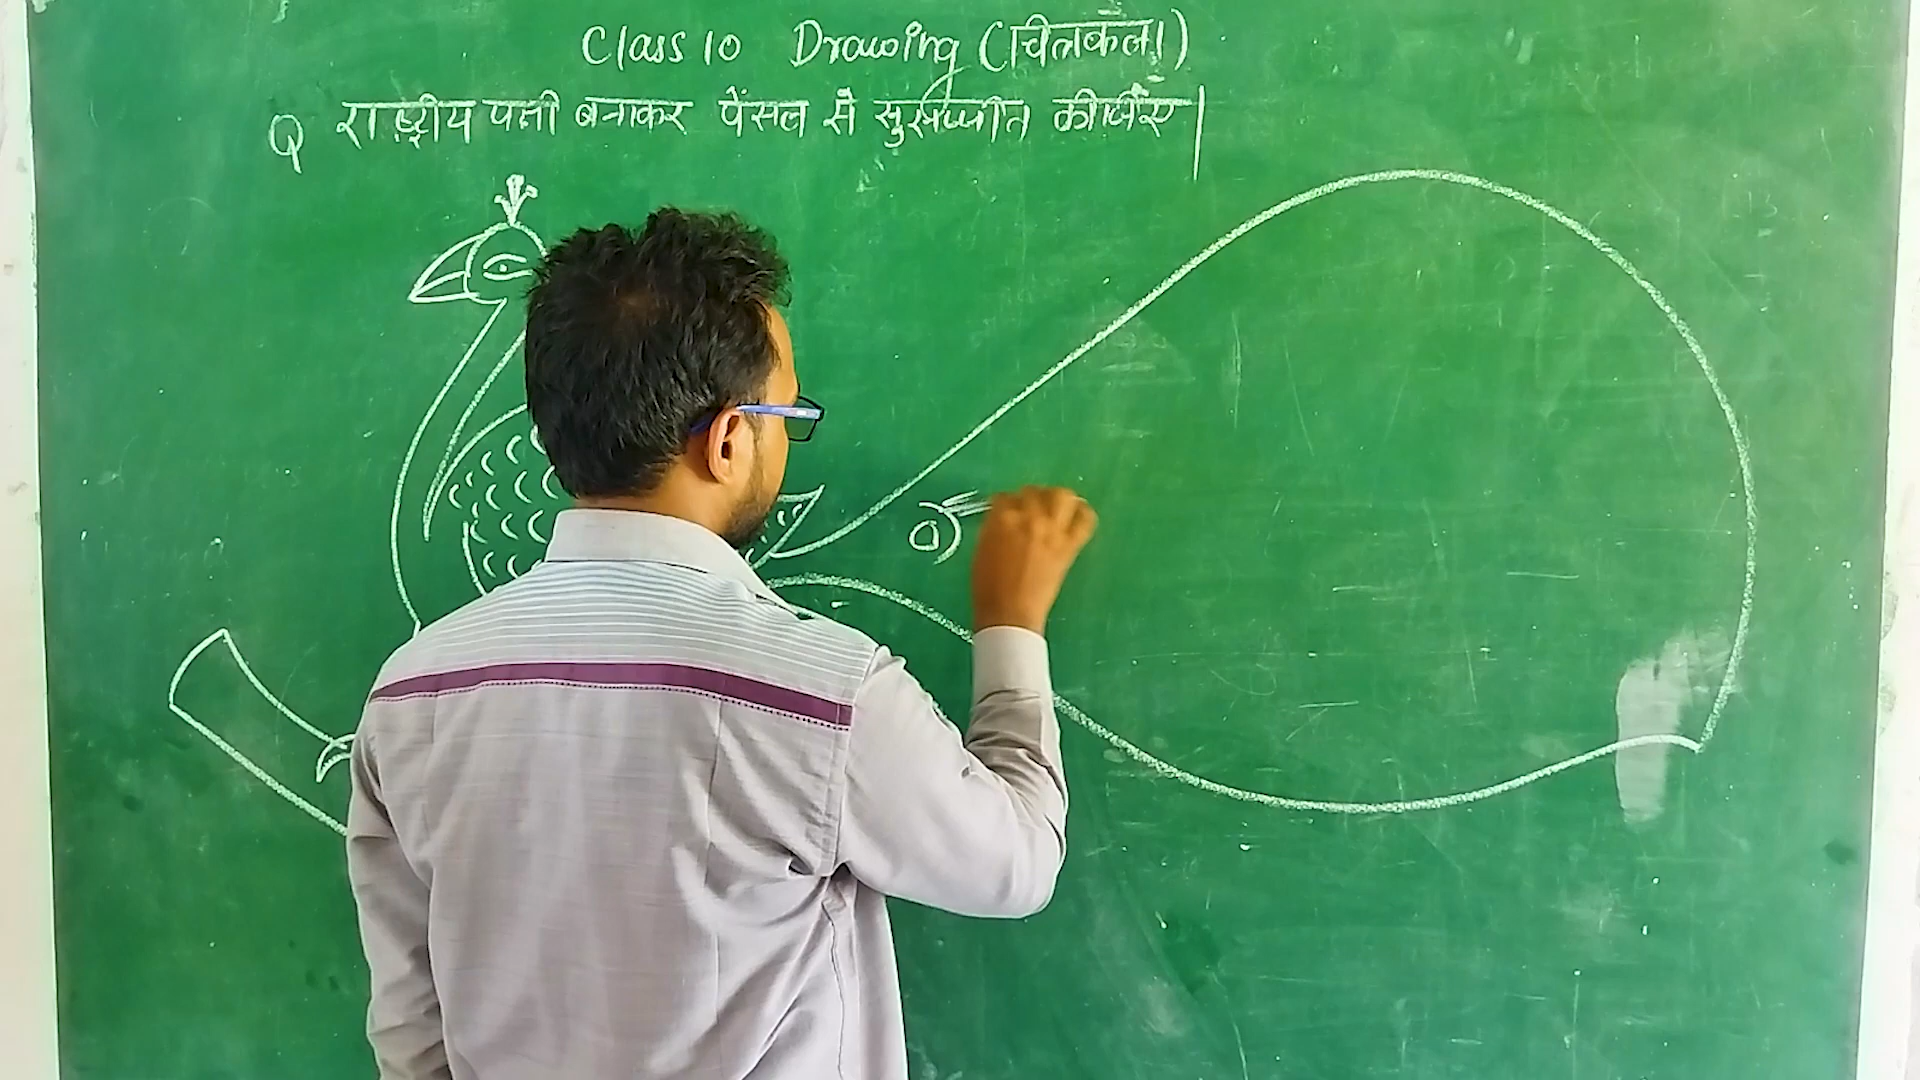 Class 10 Drawing (चित्रकला)
Q राष्ट्रीय पक्षी बनाकर पेंसल से सुसज्जीत कीजिंए|